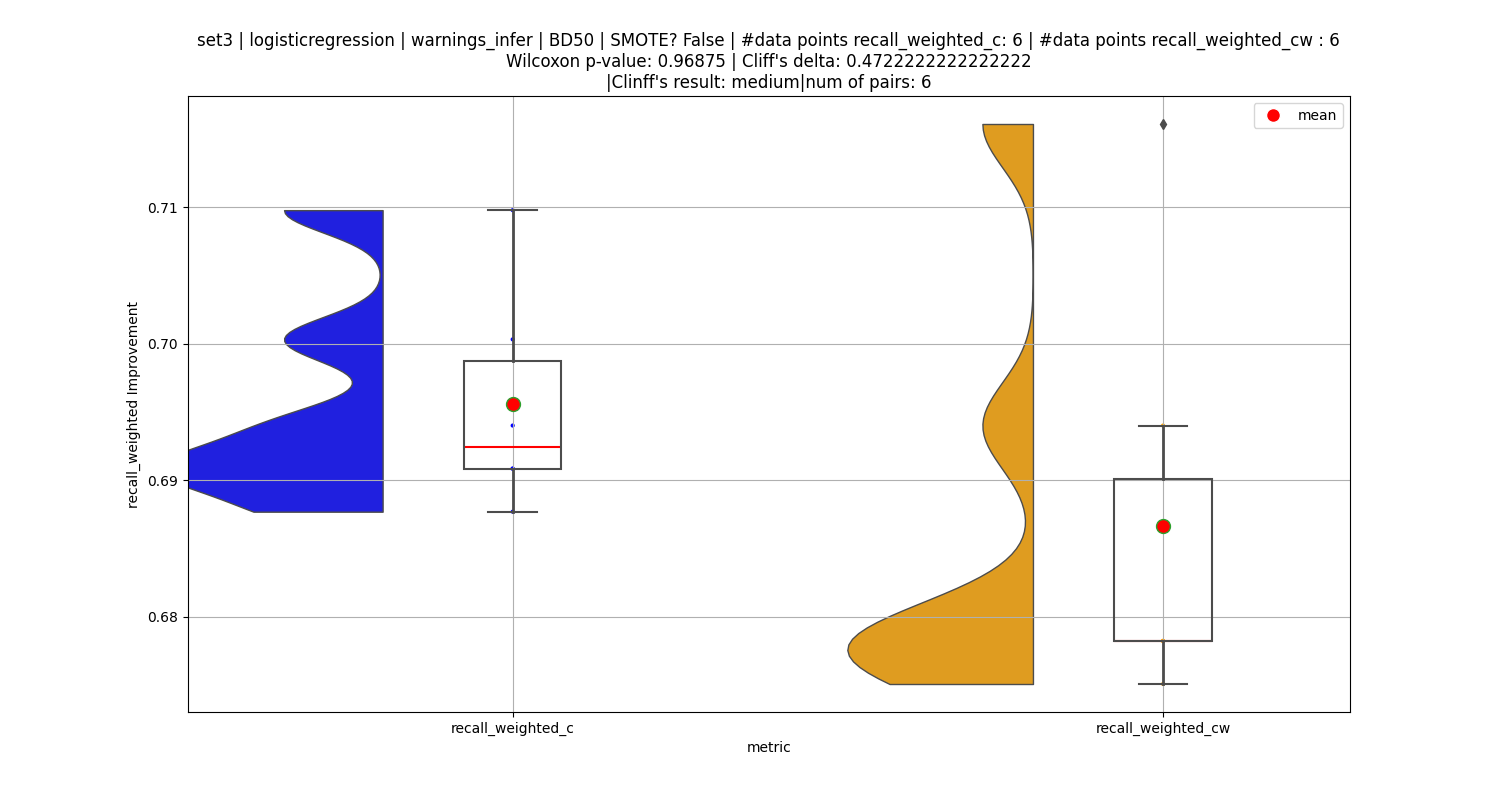 set3 | logisticregression | warnings_infer | BD50 | SMOTE? False | #data points recall_weighted_c: 6 | #data points recall_weighted_cw : 6
Wilcoxon p-value: 0.96875 | Cliff's delta: 0.4722222222222222
|Clinff's result: medium|num of pairs: 6
mean
0.71
0.70
0.69
0.68
recall_weighted Improvement
recall_weighted_c
recall_weighted_cw
metric